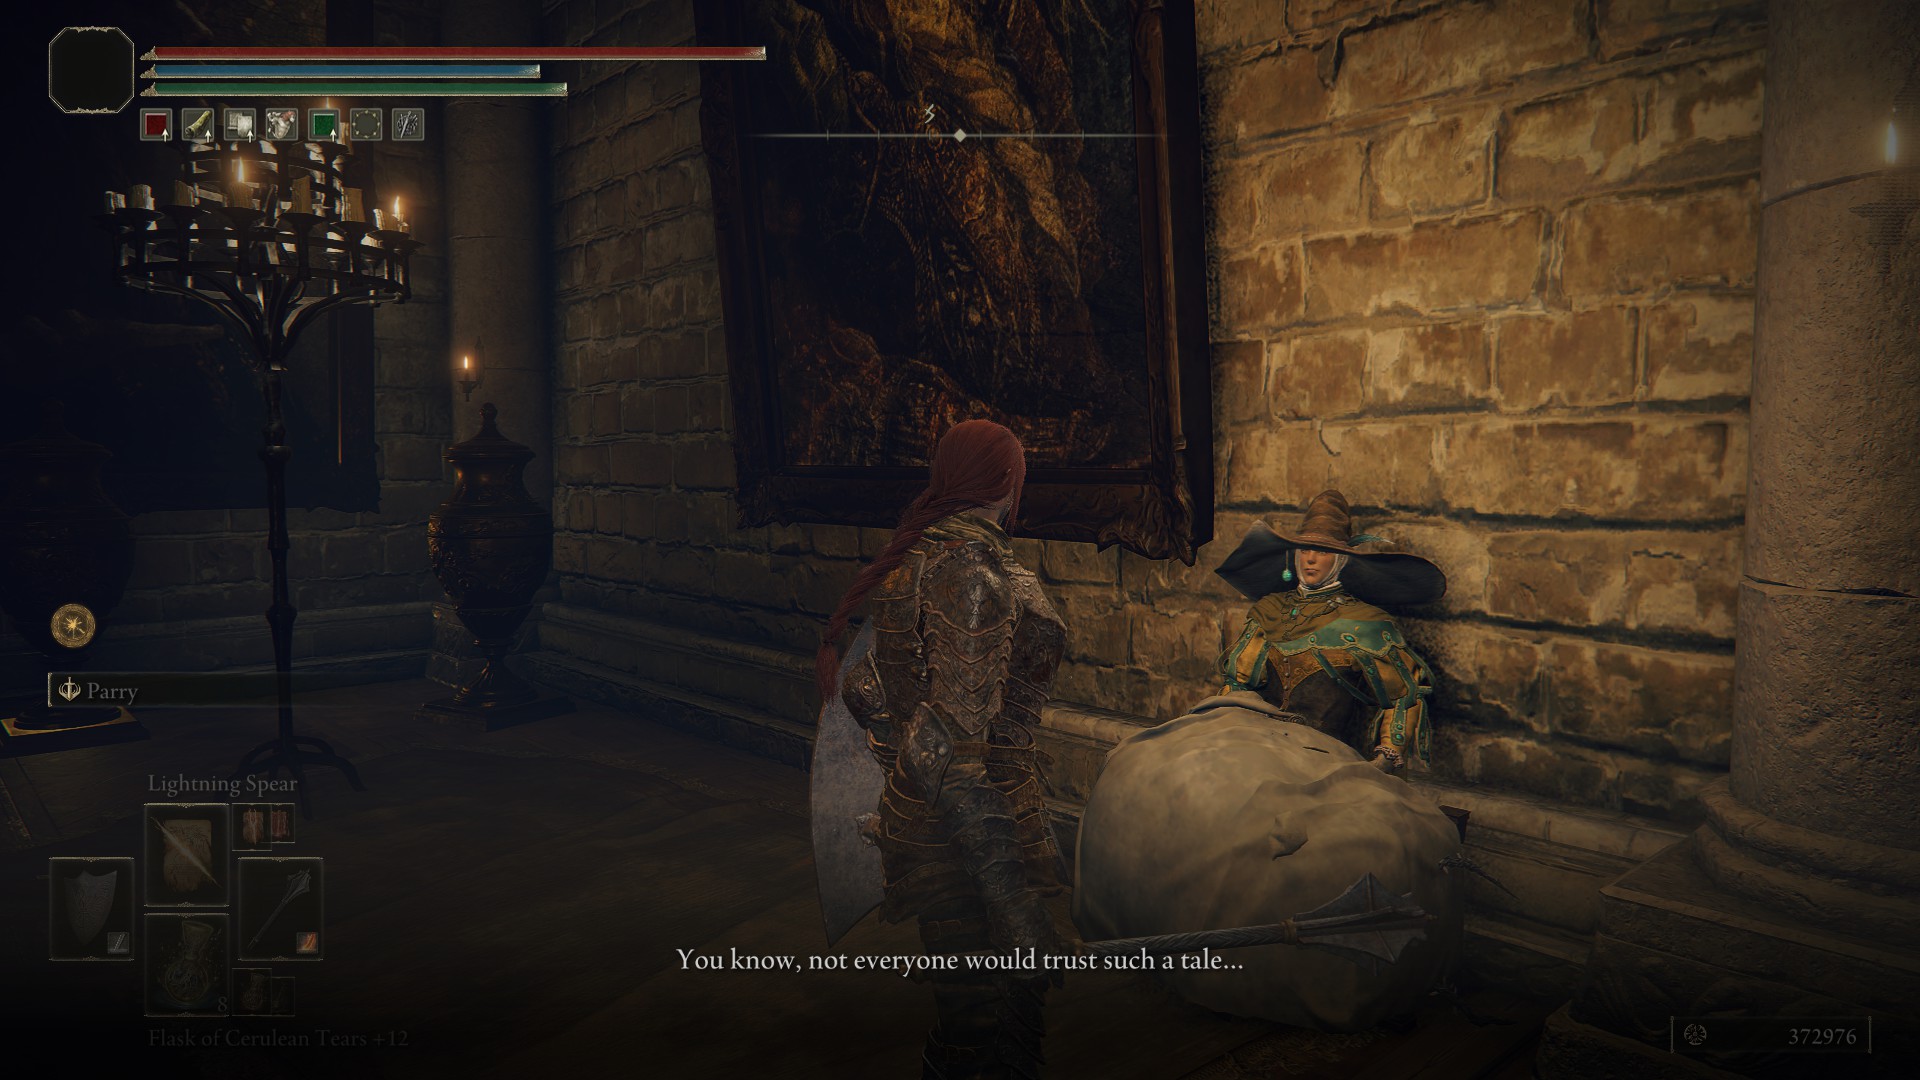 Parry
Lightning Spear
8
You know, not everyone would trust such a tale...
Flask of Cerulean Tears +12
372976